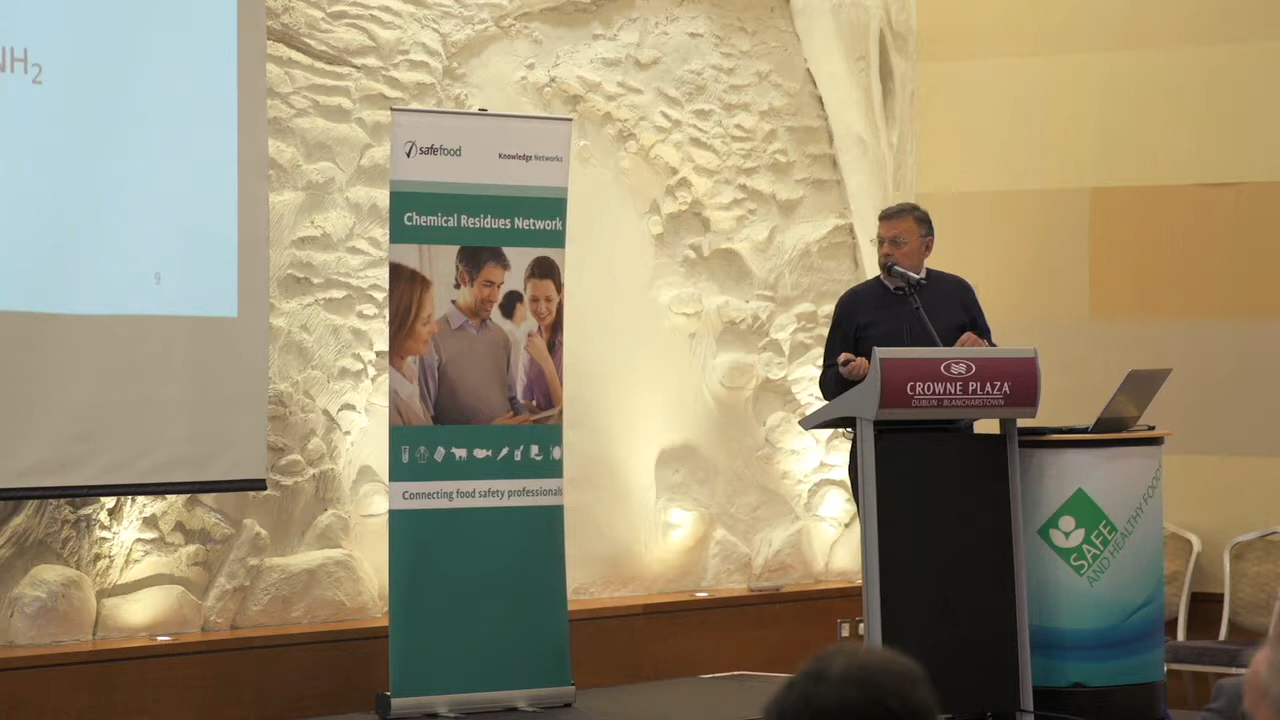 NH2
9
safefood
Knowledge Networks
Chemical Residues Network
Connecting food safety professionals
CROWNE PLAZA
DUBLIN - BLANCHARSTOWN
SAFE
AND HEALTHY FOOD